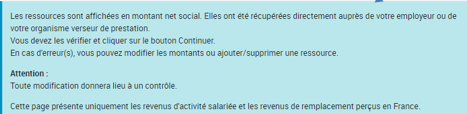 Les ressources sont affichées en montant net social. Elles ont été récupérées directement auprès de votre employeur ou de
votre organisme verseur de prestation.
Vous devez les vérifier et cliquer sur le bouton Continuer.
En cas d'erreur(s), vous pouvez modifier les montants ou ajouter/supprimer une ressource.
Attention :
Toute modification donnera lieu à un contrôle.
Cette page présente uniquement les revenus d'activité salariée et les revenus de remplacement perçus en France.